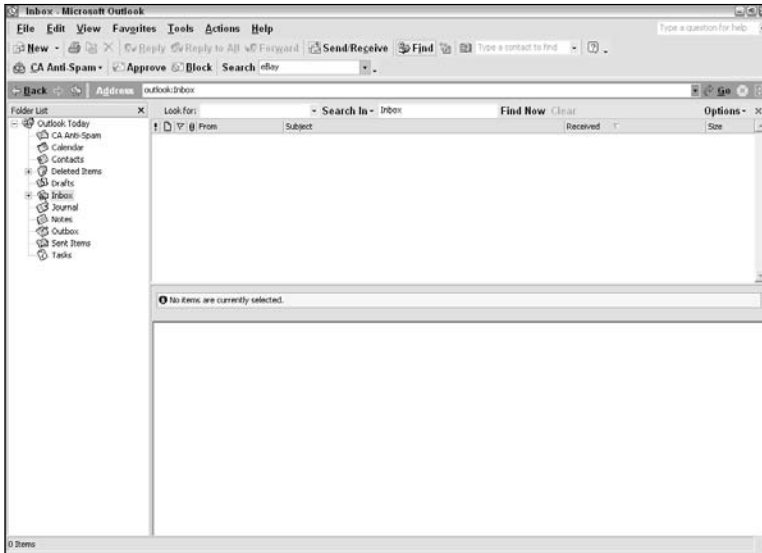 Inbox - Microsoft Outlook
File Edit View Favorites Tools Actions Help Type a question for help
New Reply Reply to All Forward Send/Receive Find Type a contact to find
CA Anti-Spam Approve Block Search eBay
Back Address outlook:Inbox Go
Folder List Look for: Search In Inbox Find Now Clear Options
Outlook Today From Subject Received Size
CA Anti-Spam
Calendar
Contacts
Deleted Items
Drafts
Inbox
Journal
Notes
Outbox
Sent Items
Tasks
No items are currently selected.
0 Items